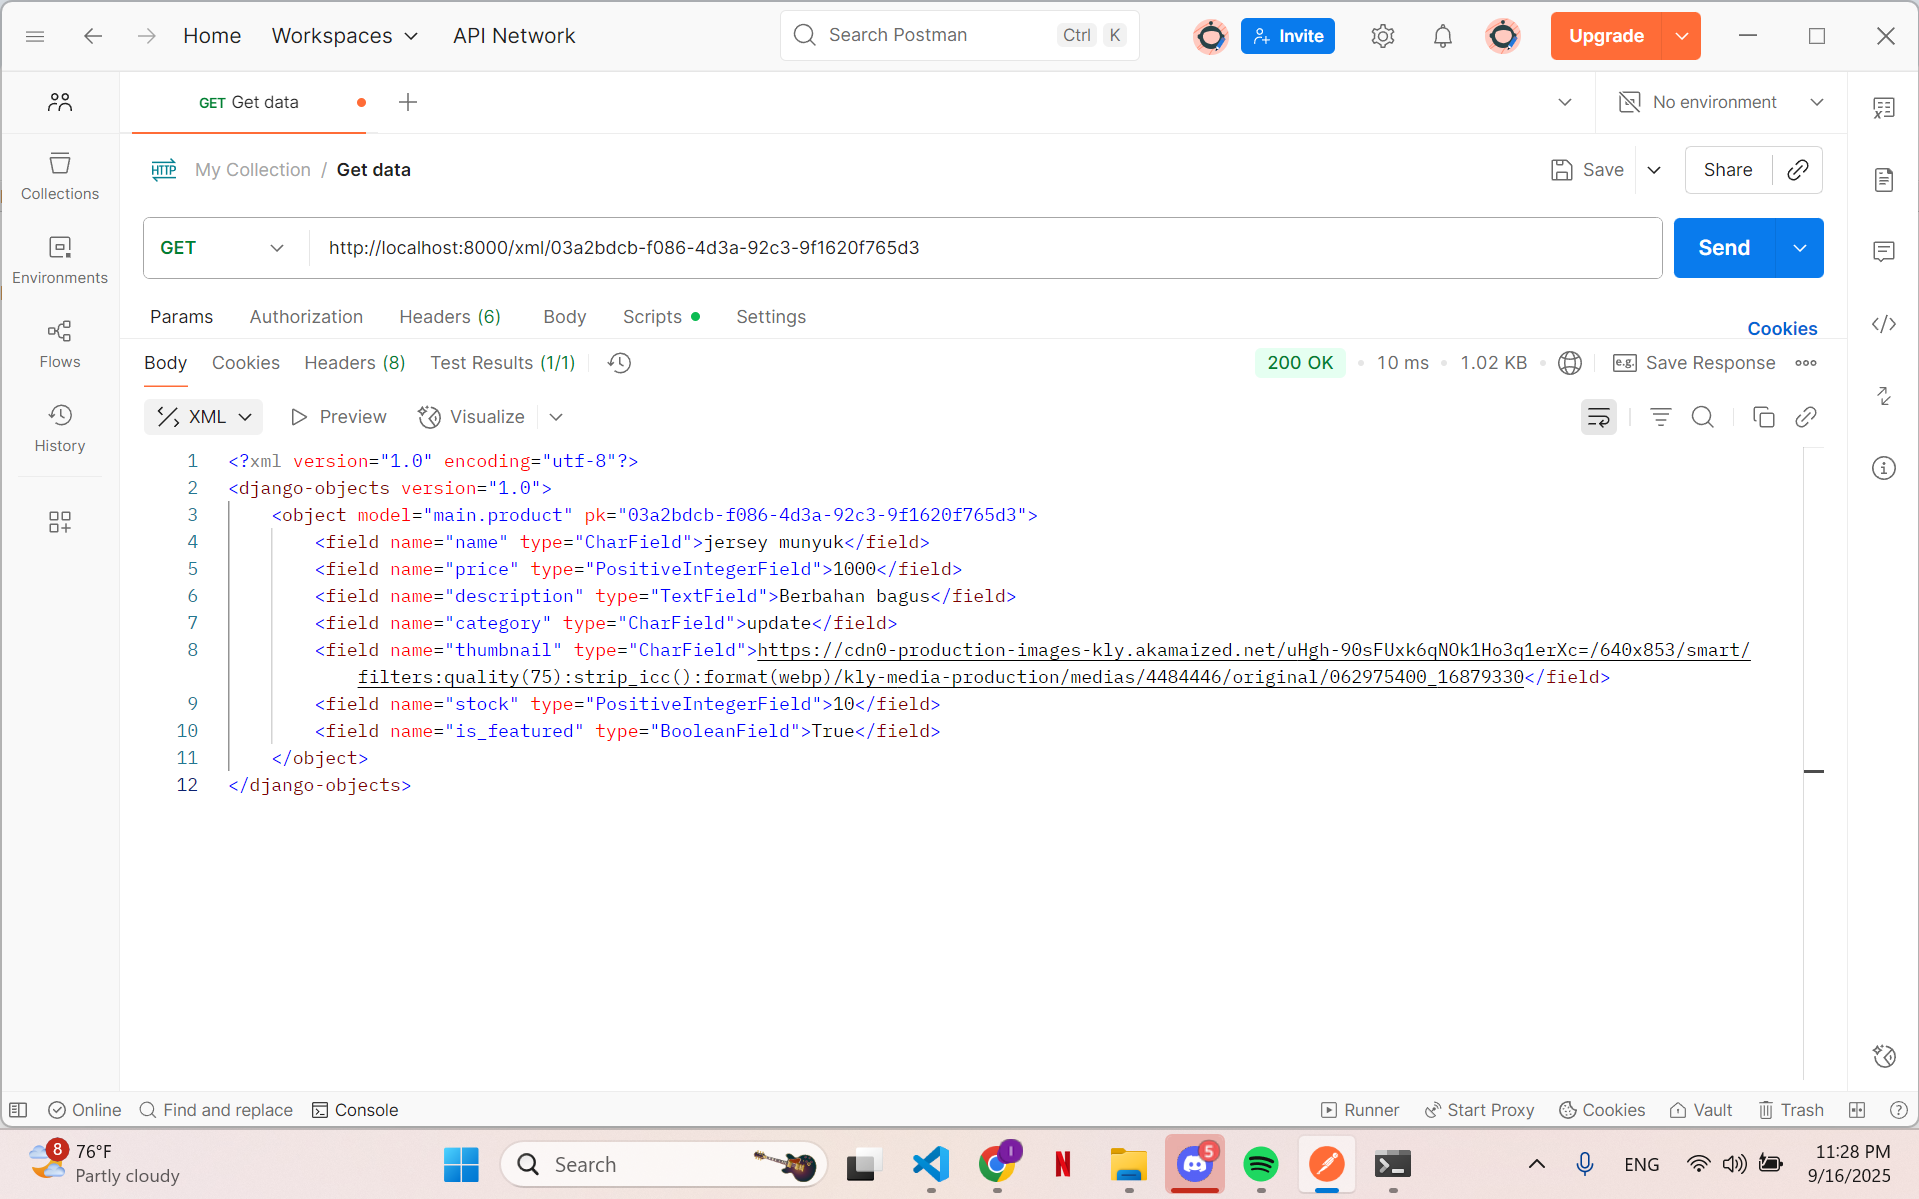 Home Workspaces API Network Search Postman Ctrl K Invite Upgrade
GET Get data No environment
HTTP My Collection / Get data Save Share
Collections
GET http://localhost:8000/xml/03a2bdcb-f086-4d3a-92c3-9f1620f765d3 Send
Environments
Params Authorization Headers (6) Body Scripts Settings Cookies
Flows
Body Cookies Headers (8) Test Results (1/1) 200 OK • 10 ms • 1.02 KB • e.g. Save Response
XML Preview Visualize
History
1 <?xml version="1.0" encoding="utf-8"?>
2 <django-objects version="1.0">
3 <object model="main.product" pk="03a2bdcb-f086-4d3a-92c3-9f1620f765d3">
4 <field name="name" type="CharField">jersey munyuk</field>
5 <field name="price" type="PositiveIntegerField">1000</field>
6 <field name="description" type="TextField">Berbahan bagus</field>
7 <field name="category" type="CharField">update</field>
8 <field name="thumbnail" type="CharField">https://cdn0-production-images-kly.akamaized.net/uHgh-90sFUxk6qNOk1Ho3q1erXc=/640x853/smart/
filters:quality(75):strip_icc():format(webp)/kly-media-production/medias/4484446/original/062975400_16879330</field>
9 <field name="stock" type="PositiveIntegerField">10</field>
10 <field name="is_featured" type="BooleanField">True</field>
11 </object>
12 </django-objects>
Online Find and replace Console Runner Start Proxy Cookies Vault Trash
8 76°F
Partly cloudy
Search
I
N
5
ENG
11:28 PM
9/16/2025